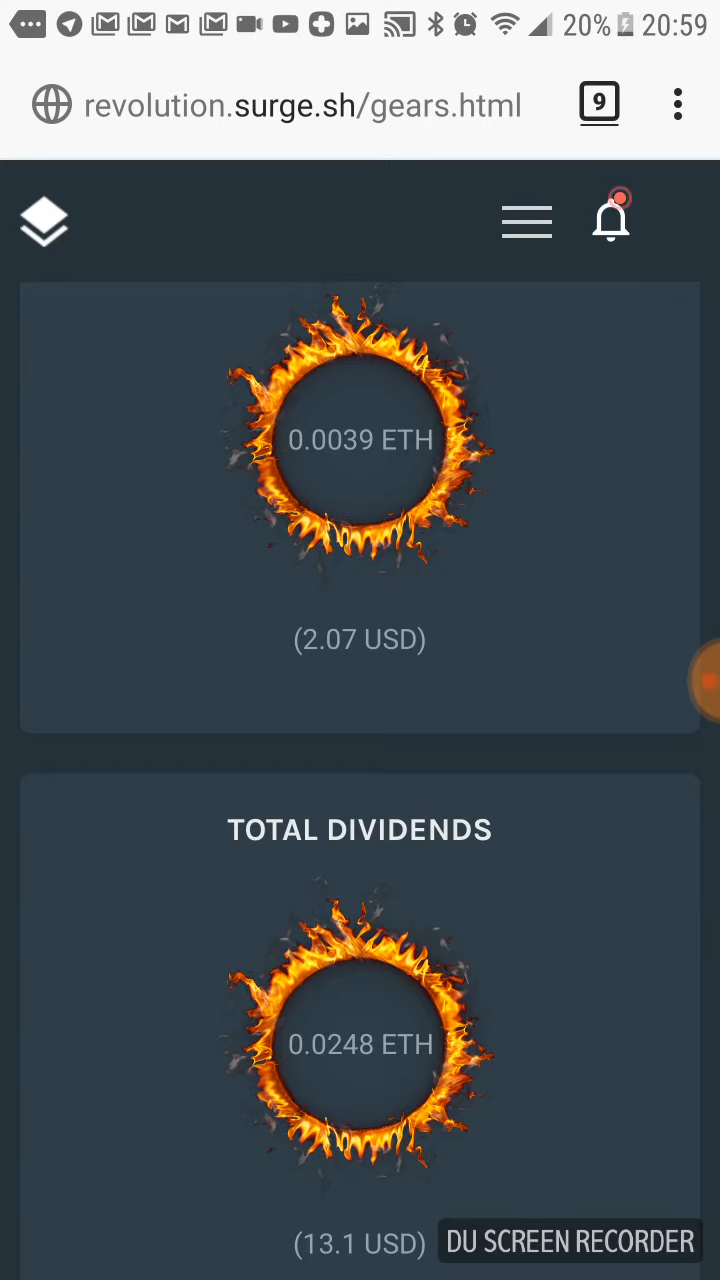 20% 20:59
revolution.surge.sh/gears.html 9
0.0039 ETH
(2.07 USD)
TOTAL DIVIDENDS
0.0248 ETH
(13.1 USD)
DU SCREEN RECORDER